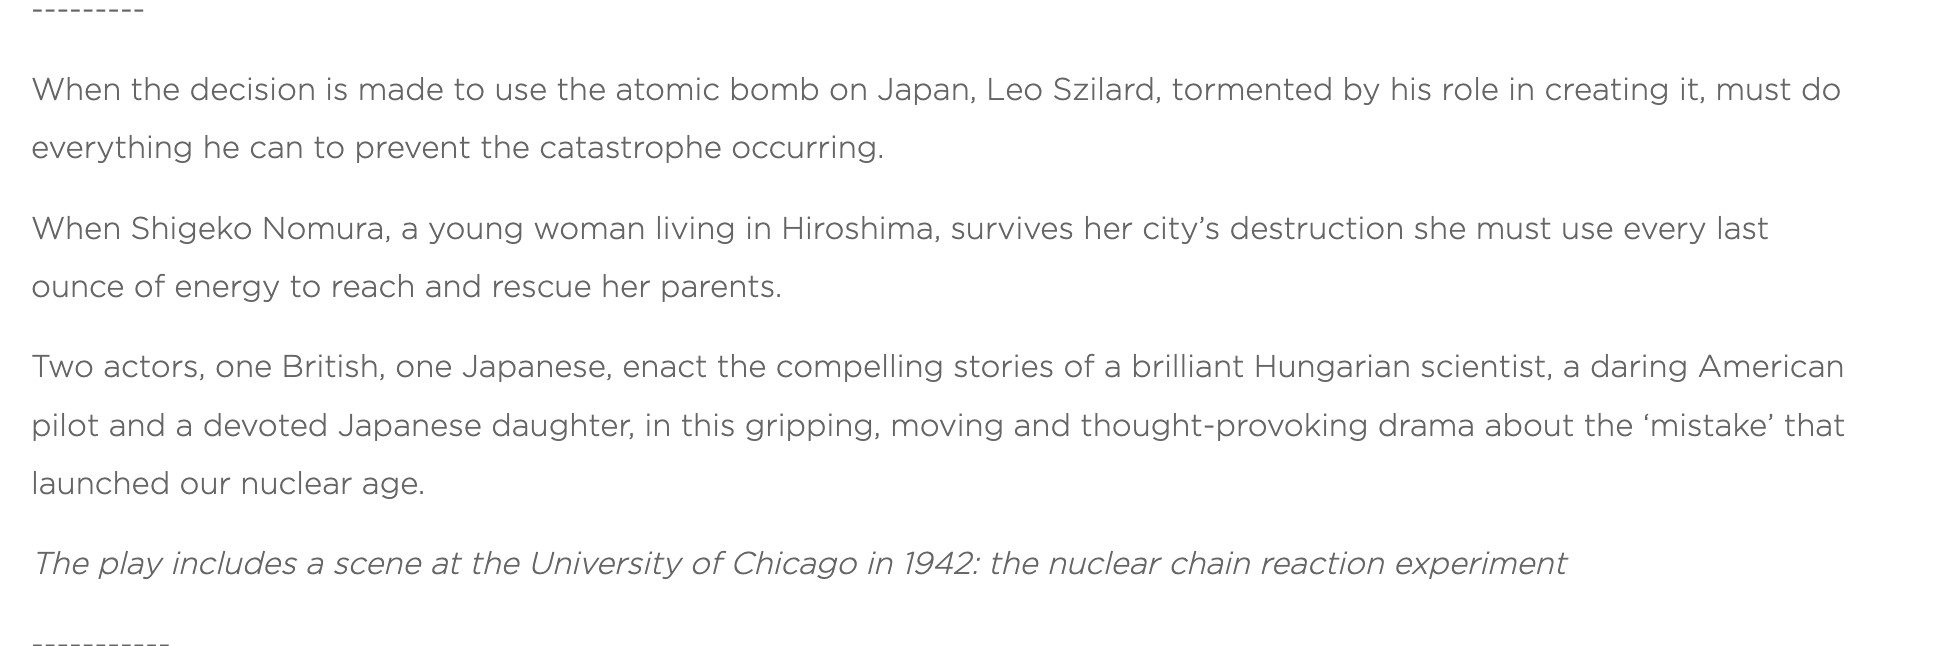 ---------
When the decision is made to use the atomic bomb on Japan, Leo Szilard, tormented by his role in creating it, must do
everything he can to prevent the catastrophe occurring.
When Shigeko Nomura, a young woman living in Hiroshima, survives her city’s destruction she must use every last
ounce of energy to reach and rescue her parents.
Two actors, one British, one Japanese, enact the compelling stories of a brilliant Hungarian scientist, a daring American
pilot and a devoted Japanese daughter, in this gripping, moving and thought-provoking drama about the ‘mistake’ that
launched our nuclear age.
The play includes a scene at the University of Chicago in 1942: the nuclear chain reaction experiment
-----------